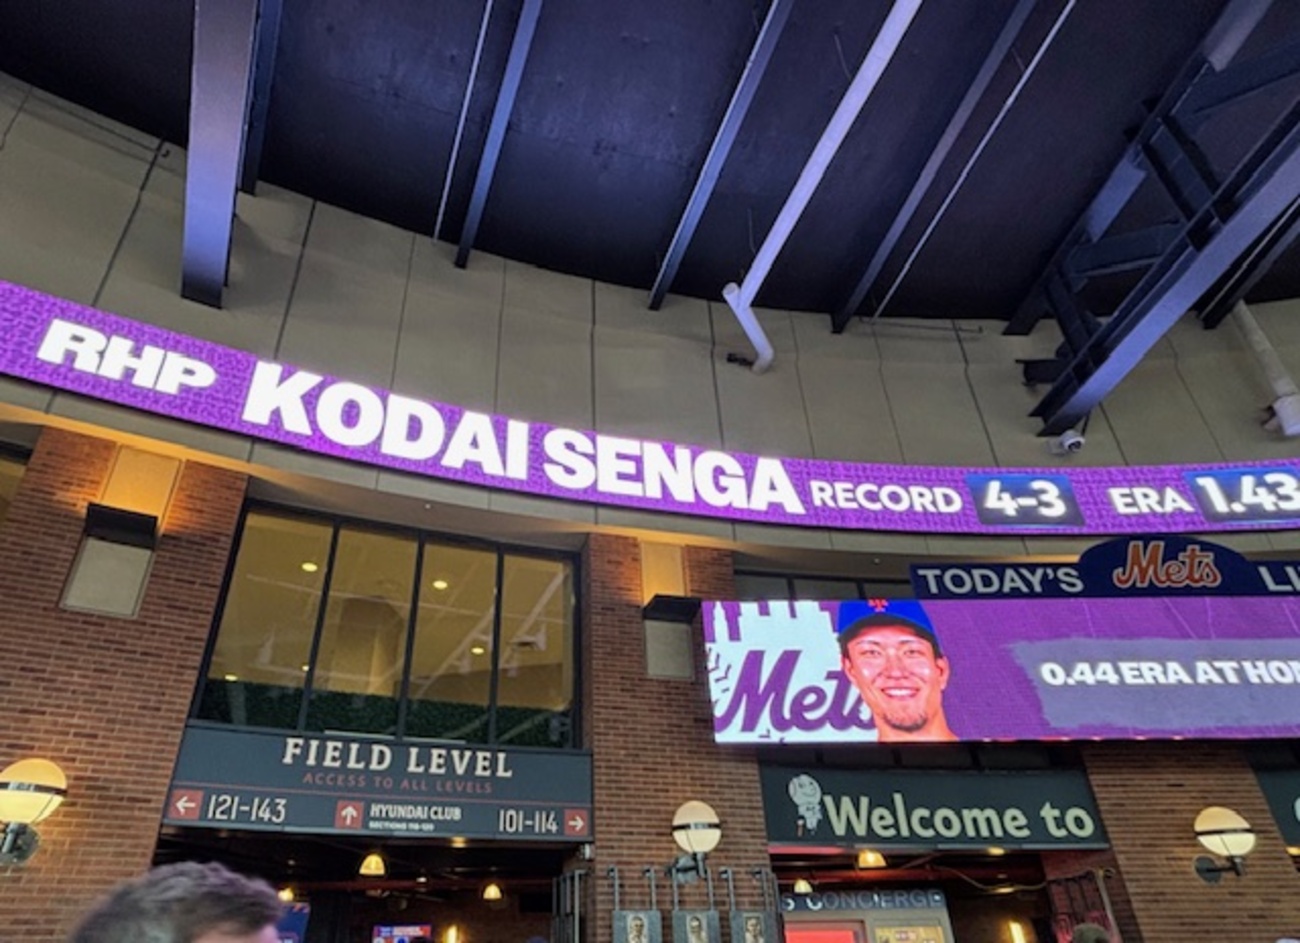 RHP KODAI SENGA RECORD 4-3 ERA 1.43
TODAY'S Mets
Mets
0.44 ERA AT
FIELD LEVEL
ACCESS TO ALL LEVELS
← 121-143
↑ HYUNDAI CLUB
101-114 →
Welcome to
CONCIERGE